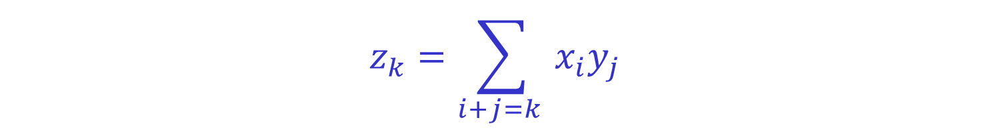 z_k = ∑_{i+j=k} x_i y_j